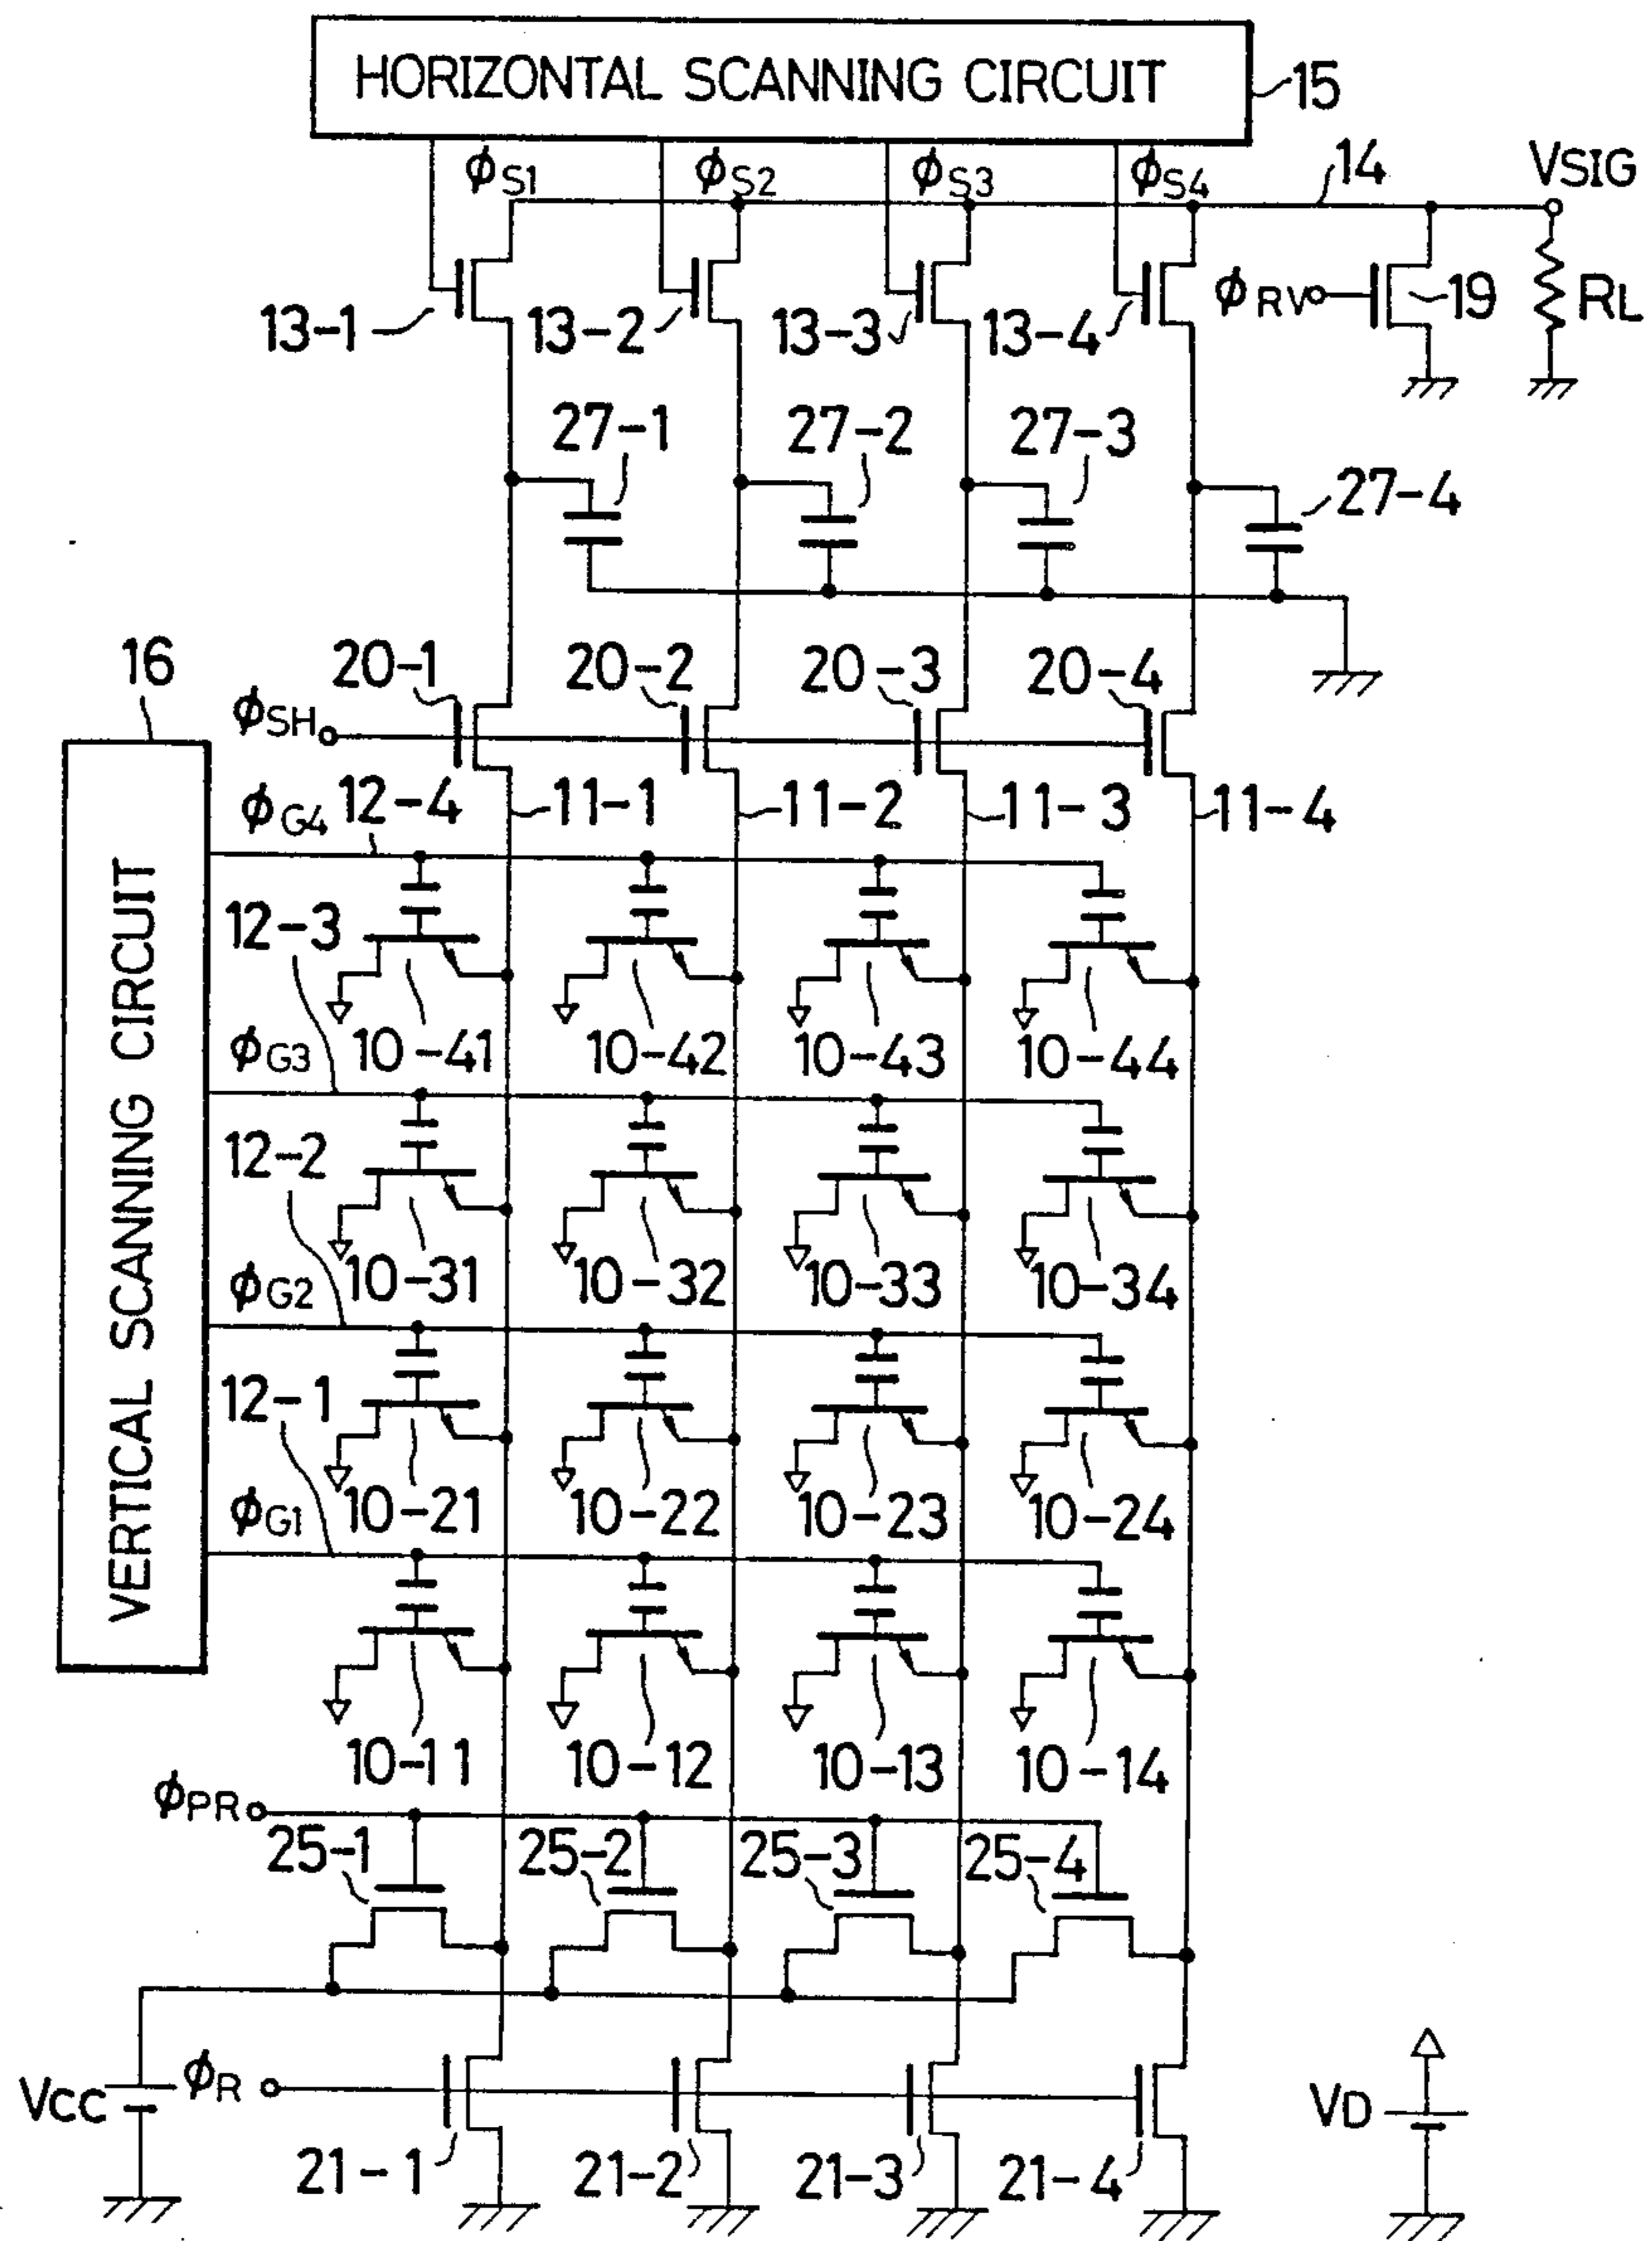 HORIZONTAL SCANNING CIRCUIT
15
ϕS1 ϕS2 ϕS3 ϕS4 14 VSIG
13-1 13-2 13-3 13-4 ϕRV 19 RL
27-1 27-2 27-3 27-4
16 20-1 20-2 20-3 20-4
ϕSH
ϕG4 12-4 11-1 11-2 11-3 11-4
VERTICAL SCANNING CIRCUIT
12-3
ϕG3 10-41 10-42 10-43 10-44
12-2
ϕG2 10-31 10-32 10-33 10-34
12-1
ϕG1 10-21 10-22 10-23 10-24
10-11 10-12 10-13 10-14
ϕPR
25-1 25-2 25-3 25-4
VCC ϕR VD
21-1 21-2 21-3 21-4